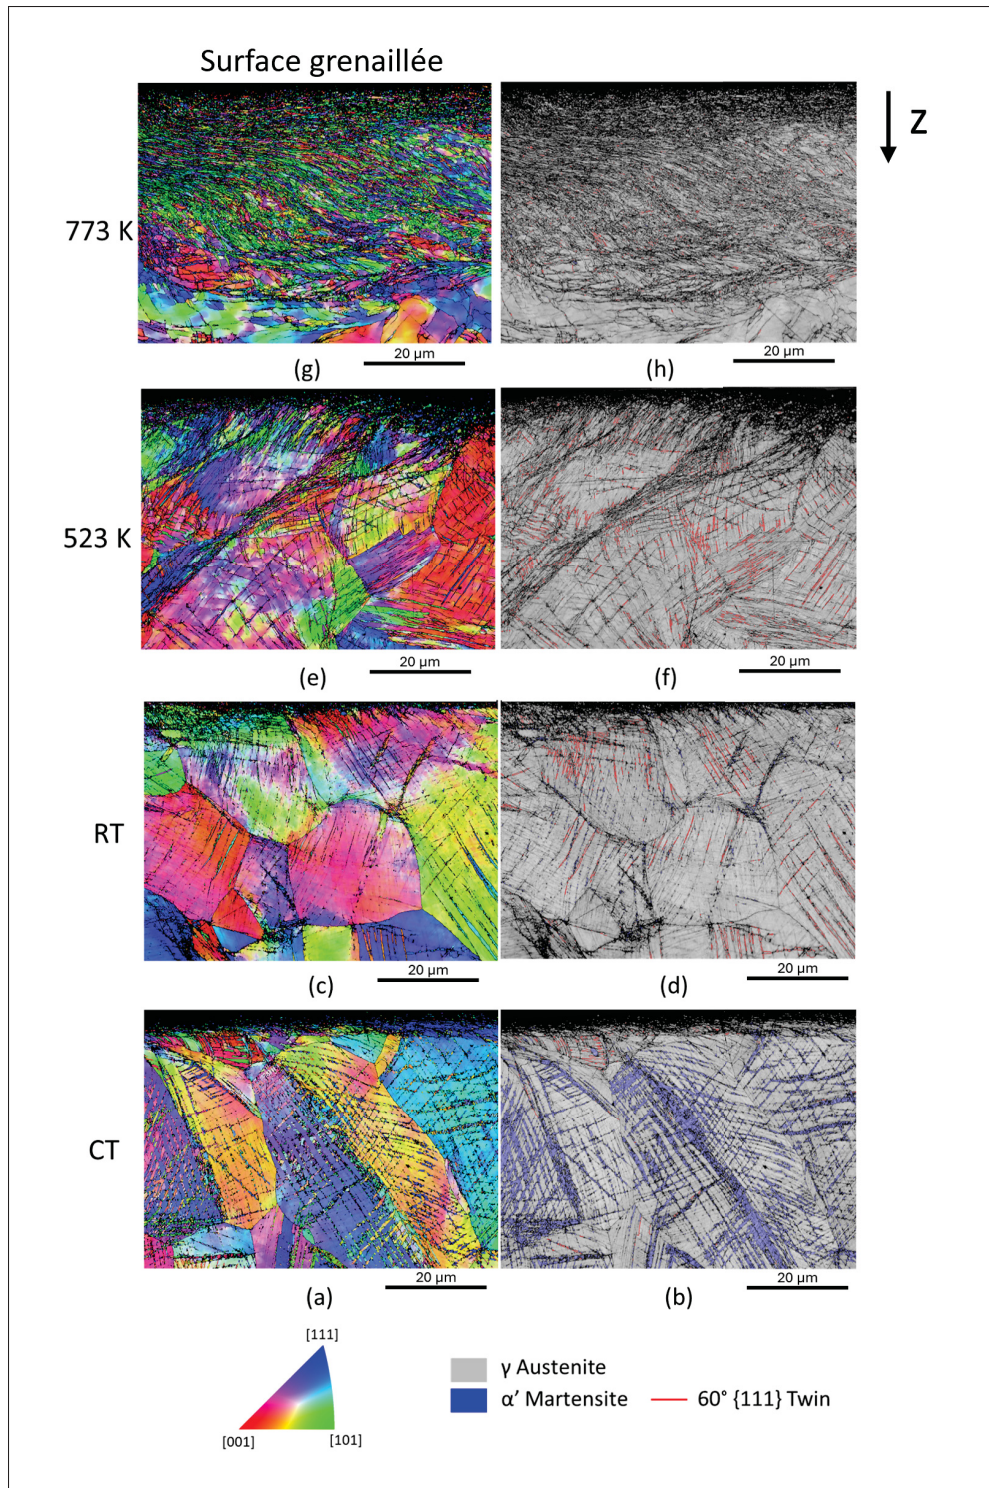 Surface grenaillée
Z
773 K
20 µm
20 µm
(g)
(h)
523 K
20 µm
20 µm
(e)
(f)
RT
20 µm
20 µm
(c)
(d)
CT
20 µm
20 µm
(a)
(b)
[111]
[001]
[101]
γ Austenite
α’ Martensite
60° {111} Twin